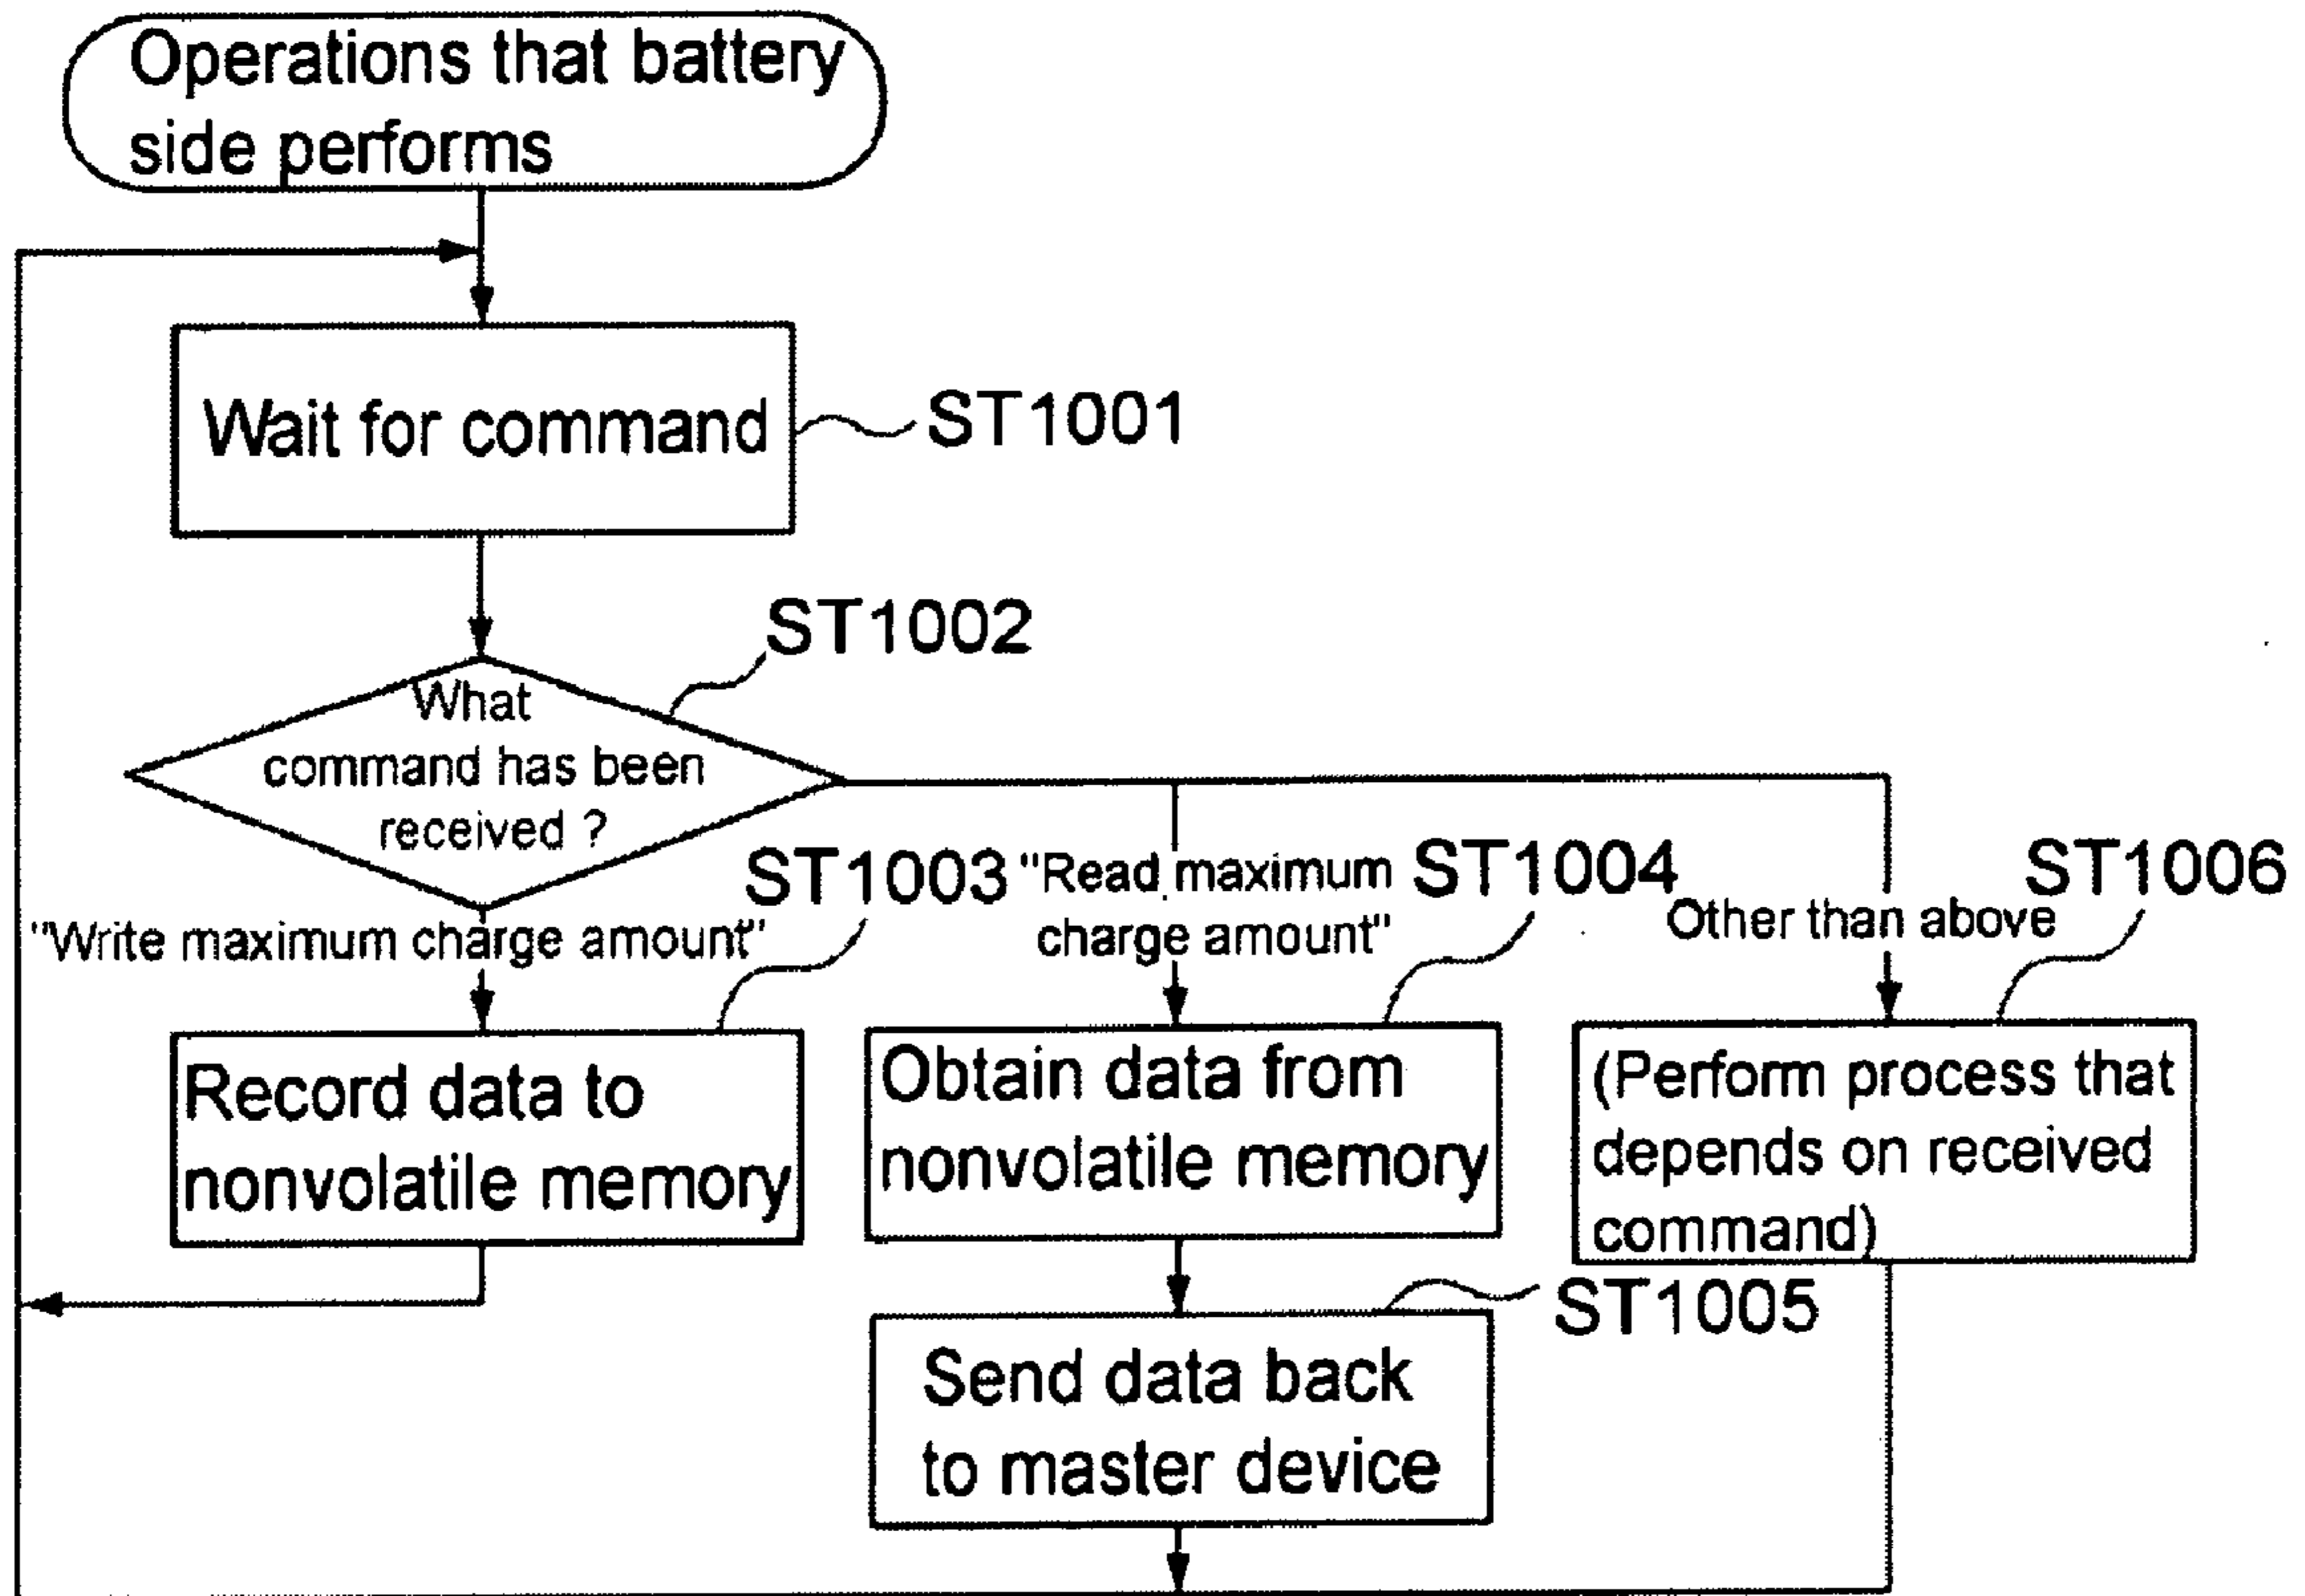 Operations that battery
side performs
Wait for command
ST1001
ST1002
What
command has been
received ?
ST1003
"Write maximum charge amount"
Record data to
nonvolatile memory
"Read maximum
charge amount"
ST1004
Obtain data from
nonvolatile memory
ST1005
Send data back
to master device
Other than above
ST1006
(Perform process that
depends on received
command)